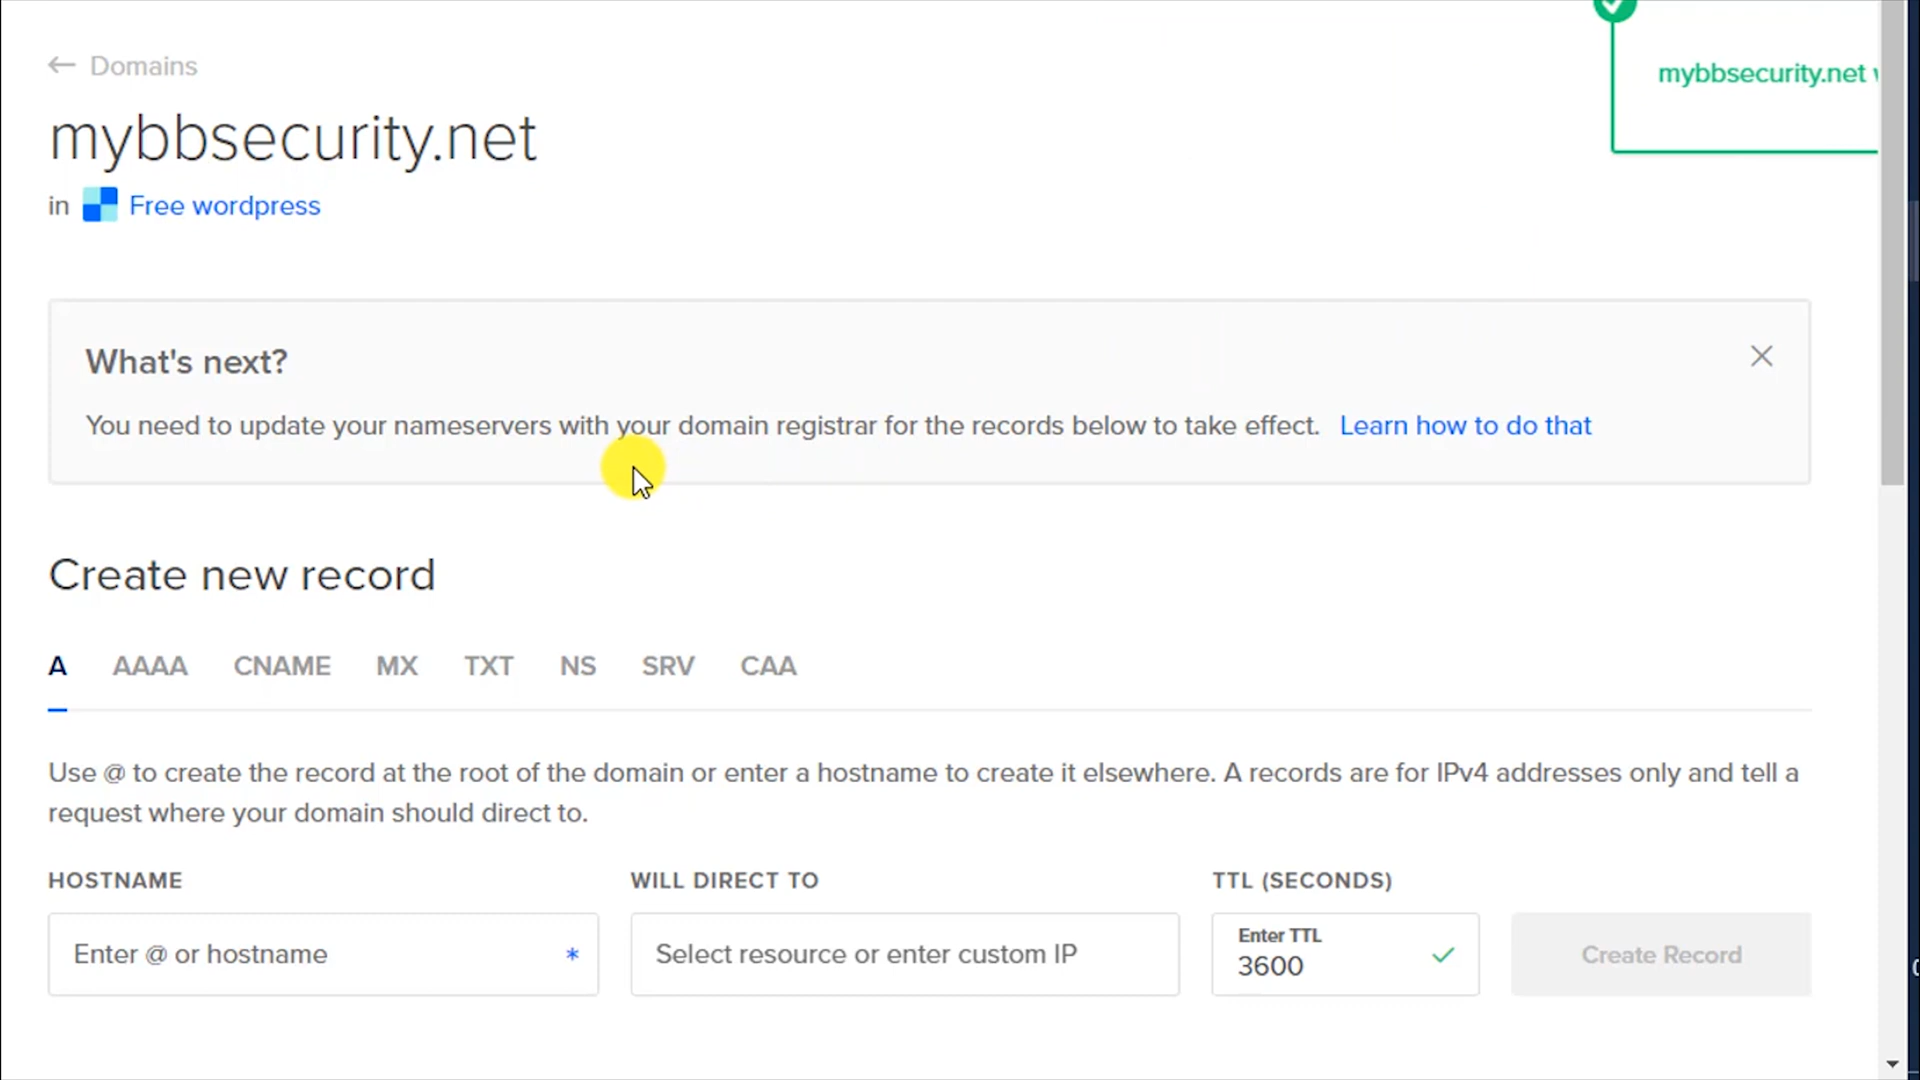 ← Domains
mybbsecurity.net
mybbsecurity.net
in Free wordpress
What's next?
You need to update your nameservers with your domain registrar for the records below to take effect. Learn how to do that
Create new record
A AAAA CNAME MX TXT NS SRV CAA
Use @ to create the record at the root of the domain or enter a hostname to create it elsewhere. A records are for IPv4 addresses only and tell a
request where your domain should direct to.
HOSTNAME WILL DIRECT TO TTL (SECONDS)
Enter @ or hostname * Select resource or enter custom IP Enter TTL
3600 Create Record